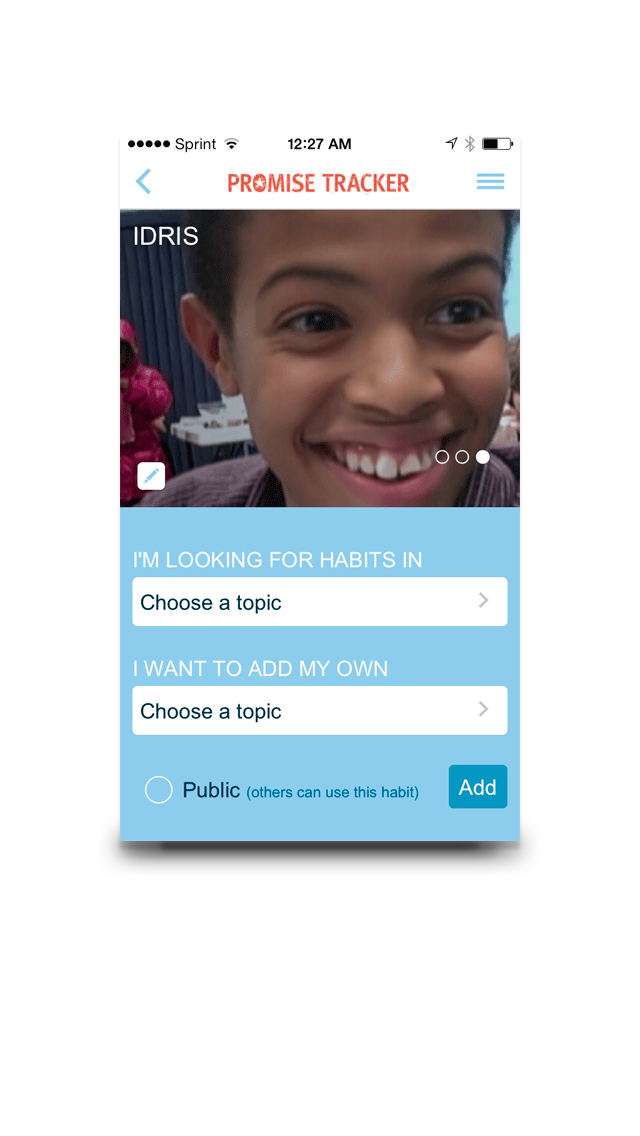 Sprint 12:27 AM
PROMISE TRACKER
IDRIS
I'M LOOKING FOR HABITS IN
Choose a topic
I WANT TO ADD MY OWN
Choose a topic
Public (others can use this habit) Add